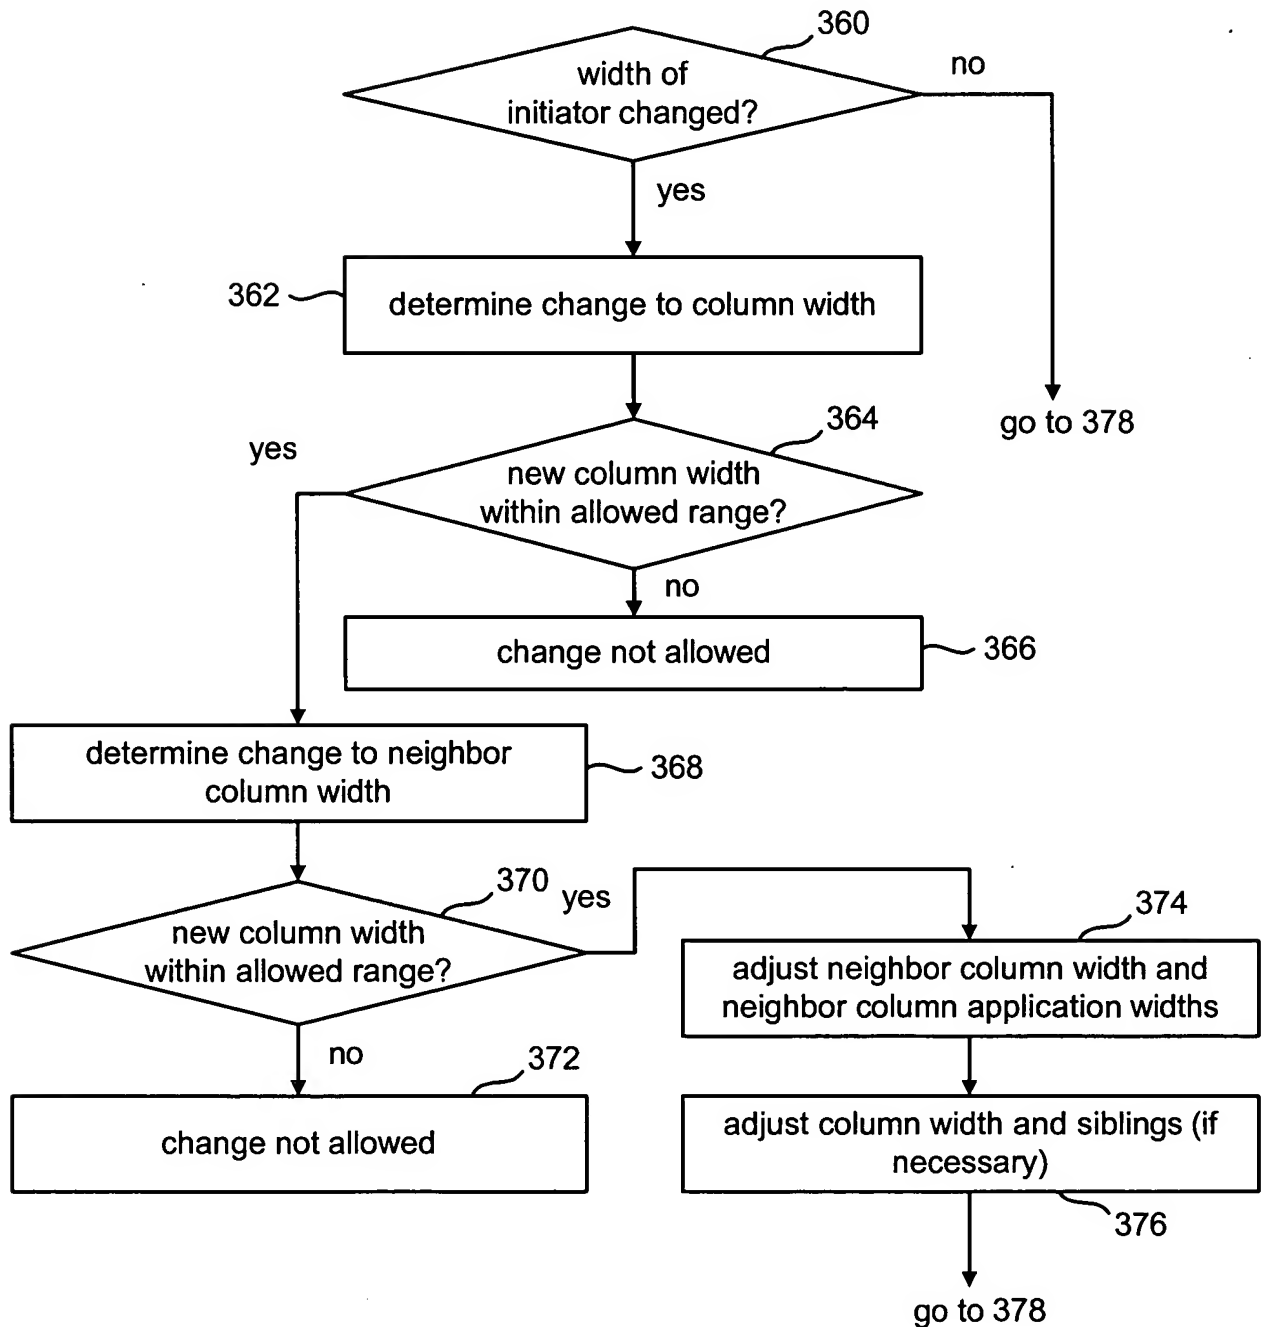 360
width of
initiator changed?
no
yes
362
determine change to column width
go to 378
364
yes
new column width
within allowed range?
no
change not allowed
366
determine change to neighbor
column width
368
370
yes
new column width
within allowed range?
374
adjust neighbor column width and
neighbor column application widths
no
372
change not allowed
adjust column width and siblings (if
necessary)
376
go to 378